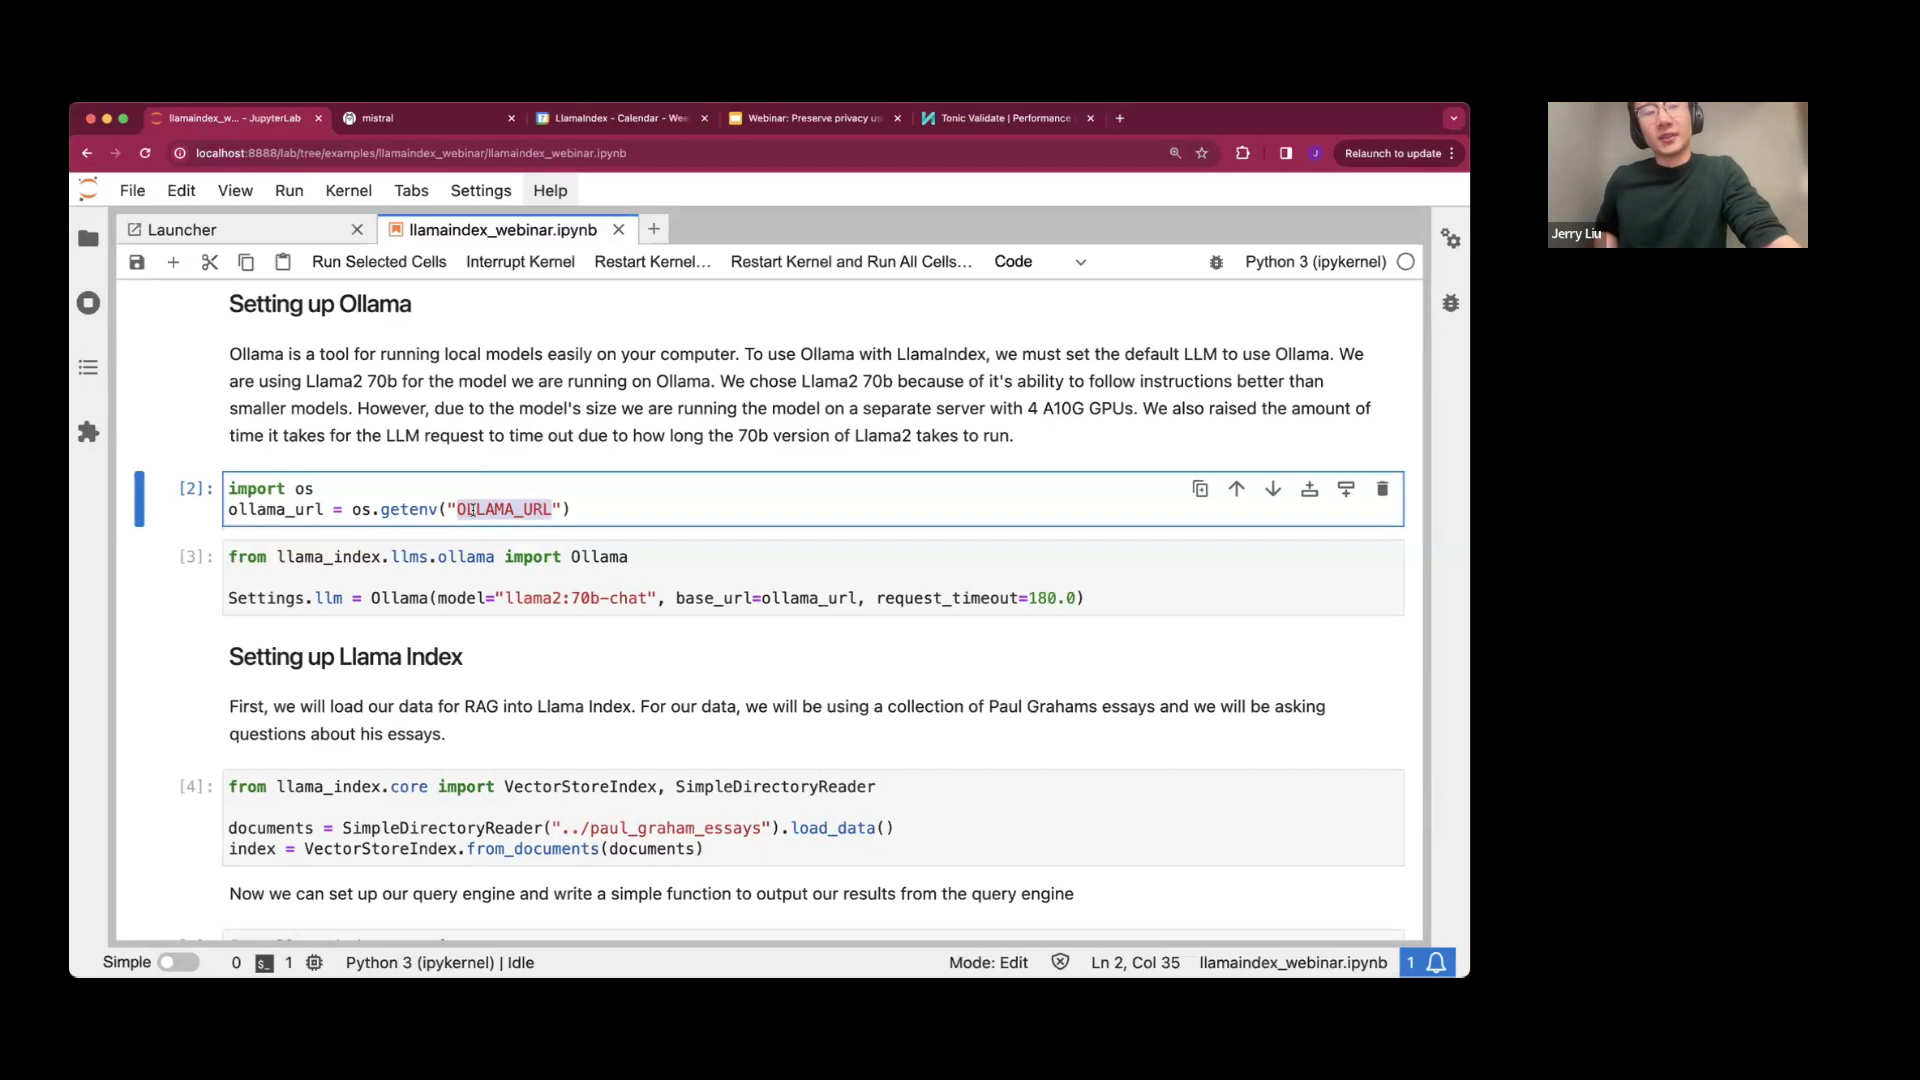 llamaindex_w... - JupyterLab
mistral
LlamaIndex - Calendar - Wee
Webinar: Preserve privacy us
Tonic Validate | Performance
localhost:8888/lab/tree/examples/llamaindex_webinar/llamaindex_webinar.ipynb
J
Relaunch to update
File Edit View Run Kernel Tabs Settings Help
Launcher
llamaindex_webinar.ipynb
Run Selected Cells Interrupt Kernel Restart Kernel... Restart Kernel and Run All Cells... Code Python 3 (ipykernel)
Jerry Liu
Setting up Ollama
Ollama is a tool for running local models easily on your computer. To use Ollama with LlamaIndex, we must set the default LLM to use Ollama. We
are using Llama2 70b for the model we are running on Ollama. We chose Llama2 70b because of it's ability to follow instructions better than
smaller models. However, due to the model's size we are running the model on a separate server with 4 A10G GPUs. We also raised the amount of
time it takes for the LLM request to time out due to how long the 70b version of Llama2 takes to run.
[2]: import os
ollama_url = os.getenv("OLLAMA_URL")
[3]: from llama_index.llms.ollama import Ollama
Settings.llm = Ollama(model="llama2:70b-chat", base_url=ollama_url, request_timeout=180.0)
Setting up Llama Index
First, we will load our data for RAG into Llama Index. For our data, we will be using a collection of Paul Grahams essays and we will be asking
questions about his essays.
[4]: from llama_index.core import VectorStoreIndex, SimpleDirectoryReader
documents = SimpleDirectoryReader("../paul_graham_essays").load_data()
index = VectorStoreIndex.from_documents(documents)
Now we can set up our query engine and write a simple function to output our results from the query engine
Simple 0 $_ 1 Python 3 (ipykernel) | Idle Mode: Edit Ln 2, Col 35 llamaindex_webinar.ipynb 1